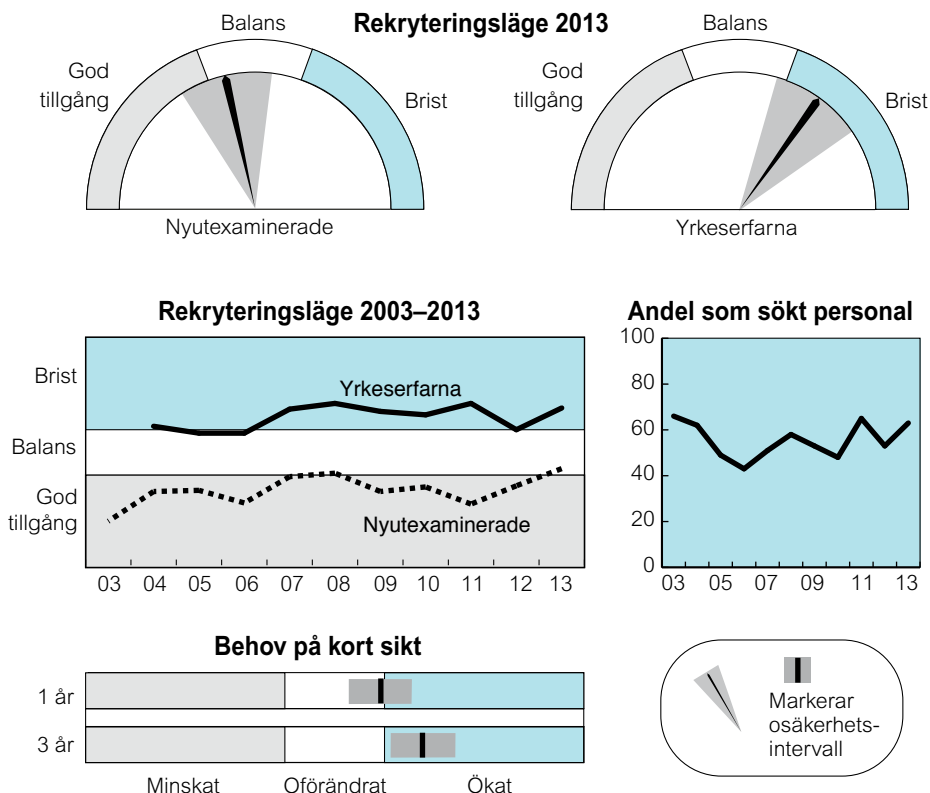 Rekryteringsläge 2013
Balans
God
tillgång
Brist
Nyutexaminerade
Balans
God
tillgång
Brist
Yrkeserfarna
Rekryteringsläge 2003–2013
Brist
Balans
God
tillgång
Yrkeserfarna
Nyutexaminerade
03 04 05 06 07 08 09 10 11 12 13
Andel som sökt personal
100
80
60
40
20
0
03 05 07 09 11 13
Behov på kort sikt
1 år
3 år
Minskat Oförändrat Ökat
Markerar
osäkerhets-
intervall